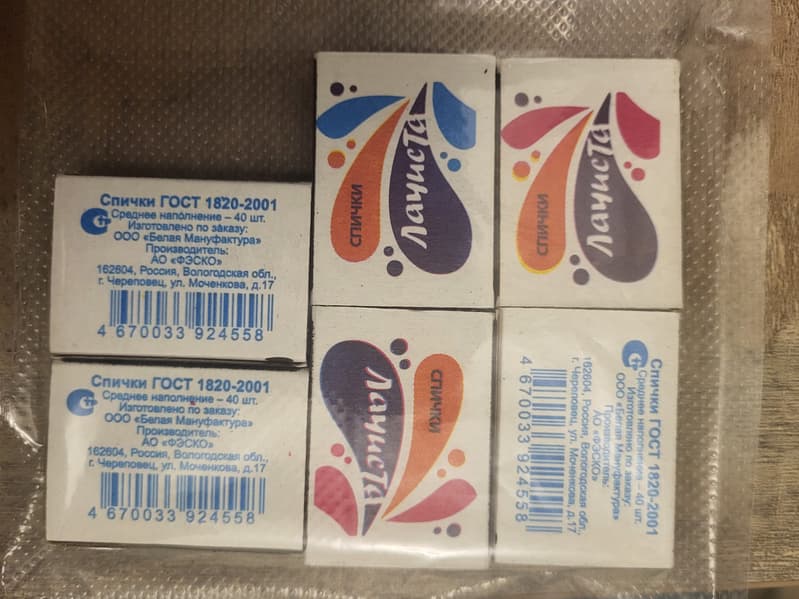 Спички ГОСТ 1820-2001
Среднее наполнение – 40 шт.
Изготовлено по заказу:
ООО «Белая Мануфактура»
Производитель:
АО «ФЭСКО»
162604, Россия, Вологодская обл.,
г. Череповец, ул. Моченкова, д.17
4 670033 924558
Спички ГОСТ 1820-2001
Среднее наполнение – 40 шт.
Изготовлено по заказу:
ООО «Белая Мануфактура»
Производитель:
АО «ФЭСКО»
162604, Россия, Вологодская обл.,
г. Череповец, ул. Моченкова, д.17
4 670033 924558
СПИЧКИ
Лачиста
СПИЧКИ
Лачиста
СПИЧКИ
Лачиста
Спички ГОСТ 1820-2001
Среднее наполнение – 40 шт.
Изготовлено по заказу:
ООО «Белая Мануфактура»
Производитель:
АО «ФЭСКО»
162604, Россия, Вологодская обл.,
г. Череповец, ул. Моченкова, д.17
4 670033 924558